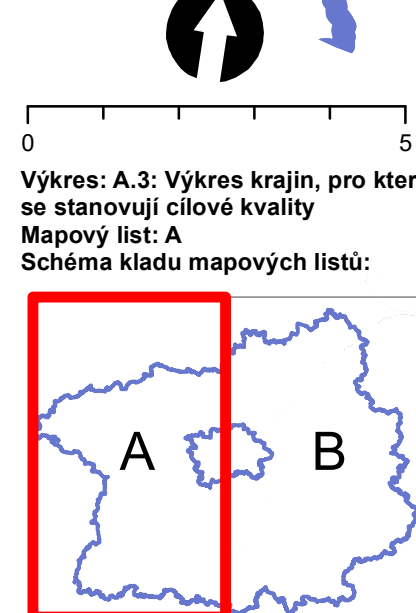 0 5
Výkres: A.3: Výkres krajin, pro kter
se stanovují cílové kvality
Mapový list: A
Schéma kladu mapových listů:
A B